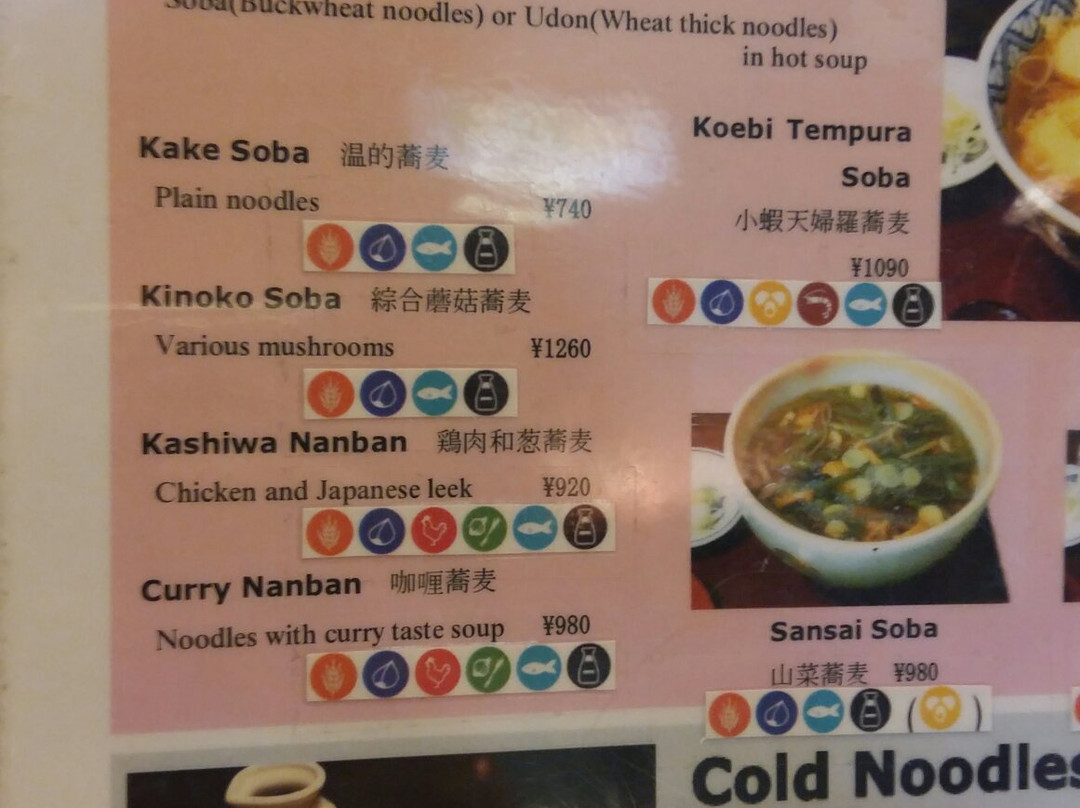 Soba(Buckwheat noodles) or Udon(Wheat thick noodles)
in hot soup
Kake Soba 温的蕎麦
Plain noodles ¥740
Kinoko Soba 綜合蘑菇蕎麦
Various mushrooms ¥1260
Kashiwa Nanban 鶏肉和葱蕎麦
Chicken and Japanese leek ¥920
Curry Nanban 咖喱蕎麦
Noodles with curry taste soup ¥980
Koebi Tempura
Soba
小蝦天婦羅蕎麦
¥1090
Sansai Soba
山菜蕎麦 ¥980
( )
Cold Noodles